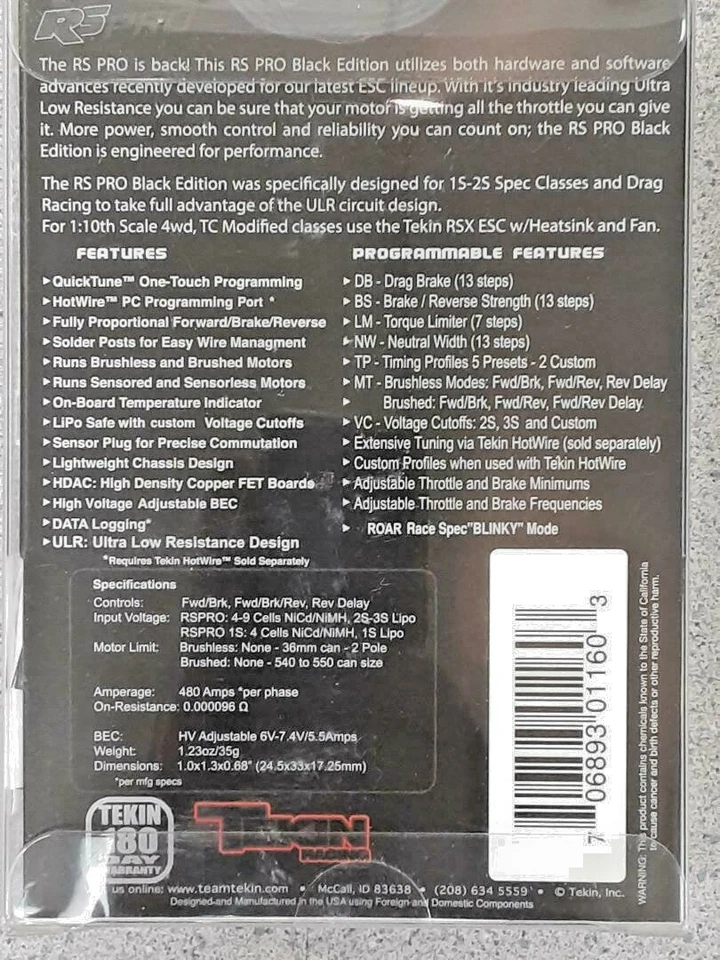 RS PRO
The RS PRO is back! This RS PRO Black Edition utilizes both hardware and software
advances recently developed for our latest ESC lineup. With it's industry leading Ultra
Low Resistance you can be sure that your motor is getting all the throttle you can give
it. More power, smooth control and reliability you can count on; the RS PRO Black
Edition is engineered for performance.
The RS PRO Black Edition was specifically designed for 1S-2S Spec Classes and Drag
Racing to take full advantage of the ULR circuit design.
For 1:10th Scale 4wd, TC Modified classes use the Tekin RSX ESC w/Heatsink and Fan.
FEATURES
▸QuickTune™ One-Touch Programming
▸HotWire™ PC Programming Port *
▸Fully Proportional Forward/Brake/Reverse
▸Solder Posts for Easy Wire Managment
▸Runs Brushless and Brushed Motors
▸Runs Sensored and Sensorless Motors
▸On-Board Temperature Indicator
▸LiPo Safe with custom Voltage Cutoffs
▸Sensor Plug for Precise Commutation
▸Lightweight Chassis Design
▸HDAC: High Density Copper FET Boards
▸High Voltage Adjustable BEC
▸DATA Logging*
▸ULR: Ultra Low Resistance Design
*Requires Tekin HotWire™ Sold Separately
PROGRAMMABLE FEATURES
▸DB - Drag Brake (13 steps)
▸BS - Brake / Reverse Strength (13 steps)
▸LM - Torque Limiter (7 steps)
▸NW - Neutral Width (13 steps)
▸TP - Timing Profiles 5 Presets - 2 Custom
▸MT - Brushless Modes: Fwd/Brk, Fwd/Rev, Rev Delay
▸Brushed: Fwd/Brk, Fwd/Rev, Fwd/Rev Delay
▸VC - Voltage Cutoffs: 2S, 3S and Custom
▸Extensive Tuning via Tekin HotWire (sold separately)
▸Custom Profiles when used with Tekin HotWire
▸Adjustable Throttle and Brake Minimums
▸Adjustable Throttle and Brake Frequencies
▸ROAR Race Spec"BLINKY" Mode
Specifications
Controls: Fwd/Brk, Fwd/Brk/Rev, Rev Delay
Input Voltage: RSPRO: 4-9 Cells NiCd/NiMH, 2S-3S Lipo
RSPRO 1S: 4 Cells NiCd/NiMH, 1S Lipo
Motor Limit: Brushless: None - 36mm can - 2 Pole
Brushed: None - 540 to 550 can size
Amperage: 480 Amps *per phase
On-Resistance: 0.000096 Ω
BEC: HV Adjustable 6V-7.4V/5.5Amps
Weight: 1.23oz/35g
Dimensions: 1.0x1.3x0.68" (24.5x33x17.25mm)
*per mfg specs
7 06893 01160 3
WARNING: This product contains chemicals known to the State of California
to cause cancer and birth defects or other reproductive harm.
TEKIN
180
DAY
WARRANTY
TEKIN
us online: www.teamtekin.com • McCall, ID 83638 • (208) 634 5559 • © Tekin, Inc.
Designed and Manufactured in the USA using Foreign and Domestic Components